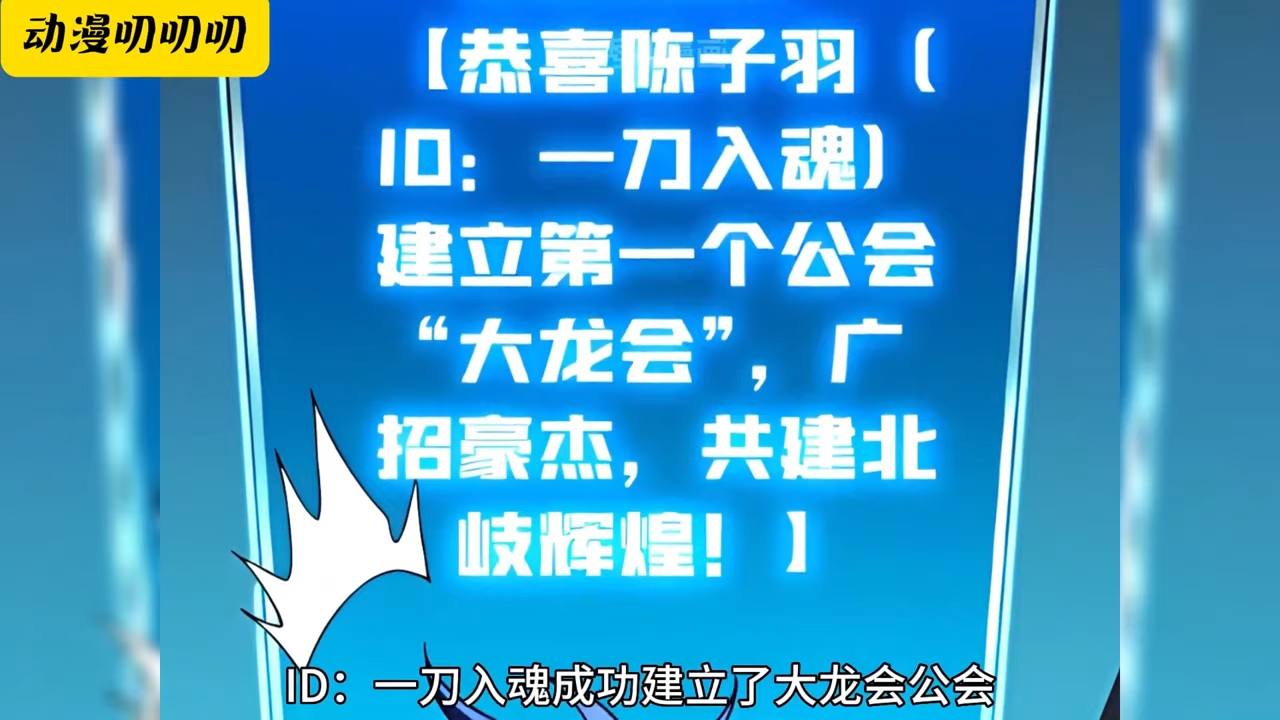 动漫叨叨叨
【恭喜陈子羽（
ID：一刀入魂）
建立第一个公会
“大龙会”，广
招豪杰，共建北
岐辉煌！】
ID：一刀入魂成功建立了大龙会公会